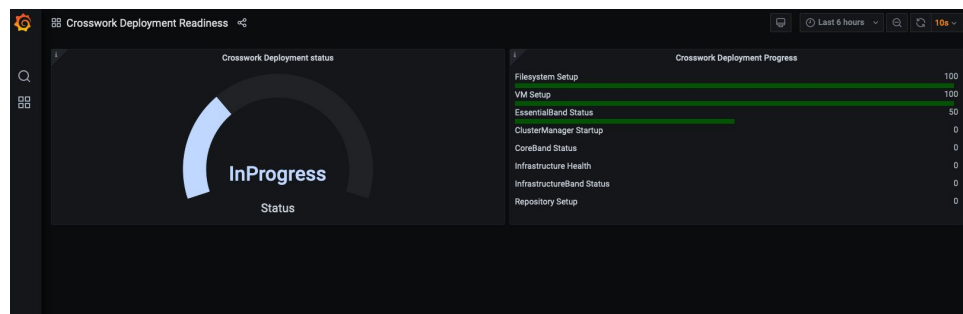 Crosswork Deployment Readiness
Last 6 hours
10s
i
Crosswork Deployment status
InProgress
Status
i
Crosswork Deployment Progress
Filesystem Setup 100
VM Setup 100
EssentialBand Status 50
ClusterManager Startup 0
CoreBand Status 0
Infrastructure Health 0
InfrastructureBand Status 0
Repository Setup 0